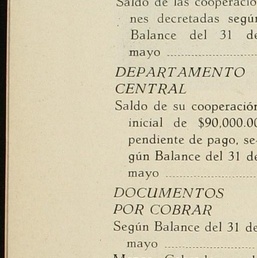 Saldo de las cooperacio
nes decretadas según
Balance del 31 de
mayo
DEPARTAMENTO
CENTRAL
Saldo de su cooperación
inicial de $90,000.00
pendiente de pago, se-
gún Balance del 31 de
mayo
DOCUMENTOS
POR COBRAR
Según Balance del 31 de
mayo